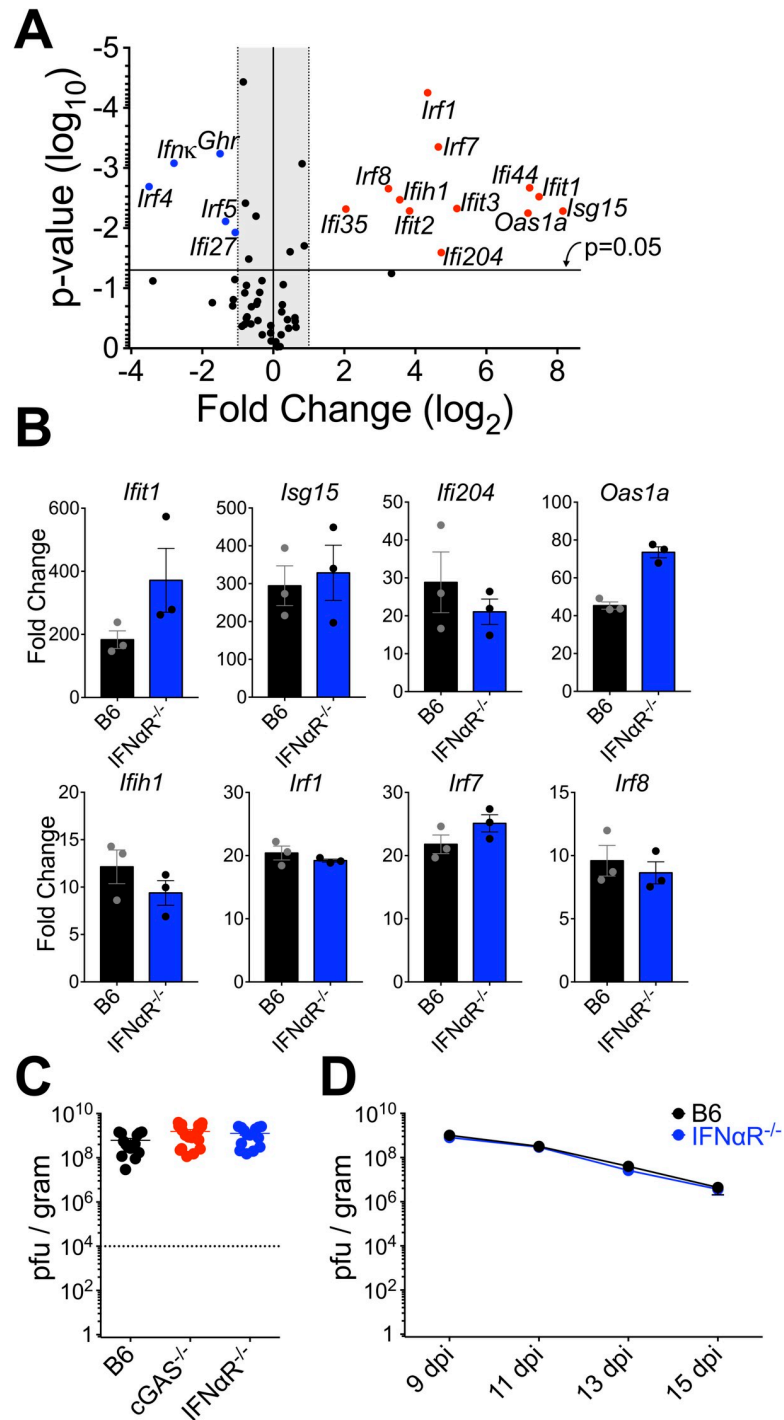 A
p-value (log10)
-5
-4
-3
-2
-1
0
Irf1
Irf7
Ifnκ
Ghr
Irf4
Irf5
Ifi27
Irf8
Ifih1
Ifi44
Ifit1
Ifi35
Ifit2
Ifit3
Oas1a
Isg15
Ifi204
p=0.05
-4 -2 0 2 4 6 8
Fold Change (log2)
B
Ifit1 Isg15 Ifi204 Oas1a
Fold Change
600
400
200
0
500
400
300
200
100
0
50
40
30
20
10
0
100
80
60
40
20
0
B6 IFNαR-/- B6 IFNαR-/- B6 IFNαR-/- B6 IFNαR-/-
Ifih1 Irf1 Irf7 Irf8
Fold Change
20
15
10
5
0
30
20
10
0
30
20
10
0
15
10
5
0
B6 IFNαR-/- B6 IFNαR-/- B6 IFNαR-/- B6 IFNαR-/-
C
pfu / gram
10^10
10^8
10^6
10^4
10^2
1
B6 cGAS-/- IFNαR-/-
D
pfu / gram
10^10
10^8
10^6
10^4
10^2
1
B6
IFNαR-/-
9 dpi 11 dpi 13 dpi 15 dpi